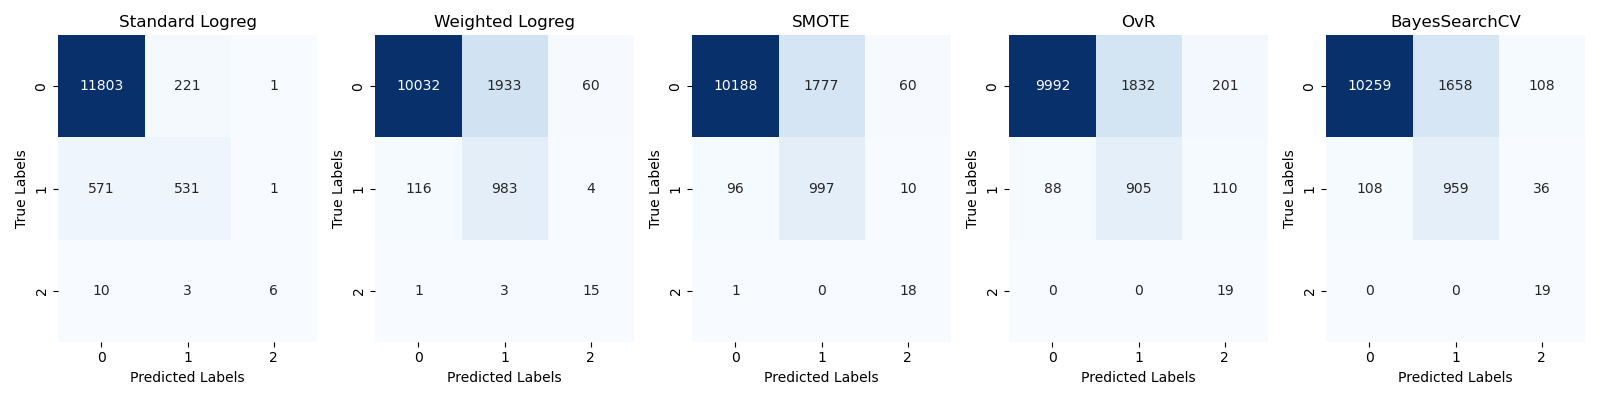 Standard Logreg
True Labels
0
11803 221 1
1
571 531 1
2
10 3 6
0 1 2
Predicted Labels
Weighted Logreg
True Labels
0
10032 1933 60
1
116 983 4
2
1 3 15
0 1 2
Predicted Labels
SMOTE
True Labels
0
10188 1777 60
1
96 997 10
2
1 0 18
0 1 2
Predicted Labels
OvR
True Labels
0
9992 1832 201
1
88 905 110
2
0 0 19
0 1 2
Predicted Labels
BayesSearchCV
True Labels
0
10259 1658 108
1
108 959 36
2
0 0 19
0 1 2
Predicted Labels